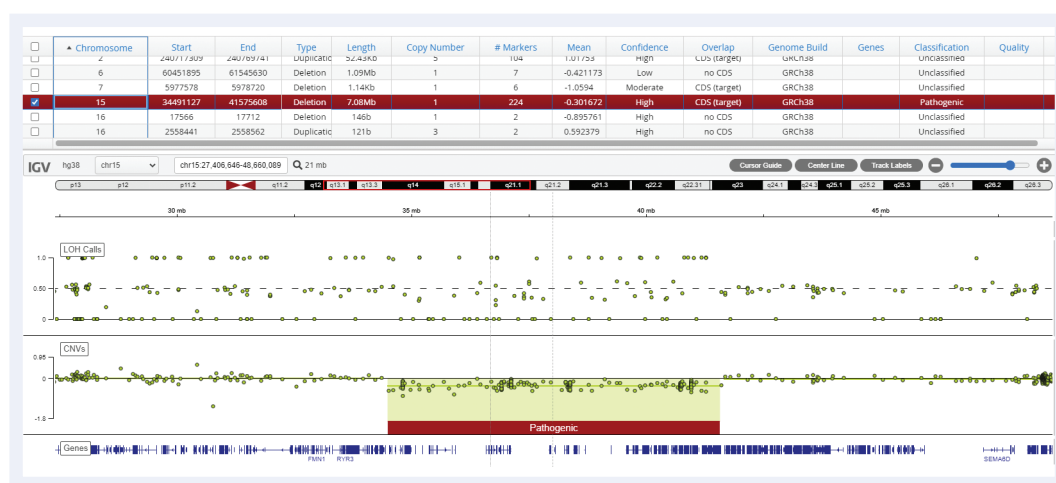 Chromosome Start End Type Length Copy Number # Markers Mean Confidence Overlap Genome Build Genes Classification Quality
2 240717309 240769741 Duplicatic 52.43Kb 5 104 1.01753 High CDS (target) GRCh38 Unclassified
6 60451895 61545630 Deletion 1.09Mb 1 7 -0.421173 Low no CDS GRCh38 Unclassified
7 5977578 5978720 Deletion 1.14Kb 1 6 -1.0594 Moderate CDS (target) GRCh38 Unclassified
15 34491127 41575608 Deletion 7.08Mb 1 224 -0.301672 High CDS (target) GRCh38 Pathogenic
16 17566 17712 Deletion 146b 1 2 -0.895761 High no CDS GRCh38 Unclassified
16 2558441 2558562 Duplicatic 121b 3 2 0.592379 High no CDS GRCh38 Unclassified
IGV hg38 chr15 chr15:27,406,646-48,660,089 21 mb Cursor Guide Center Line Track Labels
p13 p12 p11.2 q11.2 q12 q13.1 q13.3 q14 q15.1 q21.1 q21.2 q21.3 q22.2 q22.31 q23 q24.1 q24.3 q25.1 q25.2 q25.3 q26.1 q26.2 q26.3
30 mb 35 mb 40 mb 45 mb
LOH Calls
1.0
0.50
0
CNVs
0.95
0
-1.8
Pathogenic
Genes
FMN1 RYR3 SEMA6D